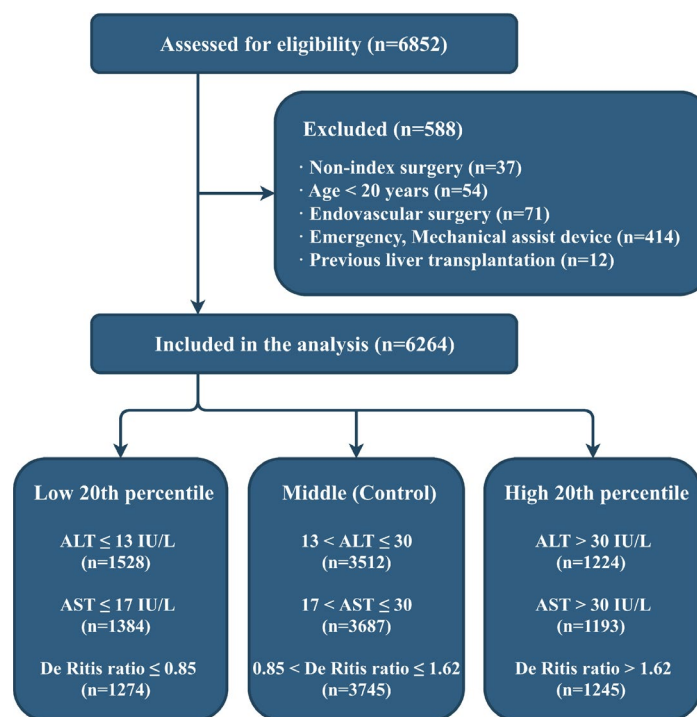 Assessed for eligibility (n=6852)
Excluded (n=588)
· Non-index surgery (n=37)
· Age < 20 years (n=54)
· Endovascular surgery (n=71)
· Emergency, Mechanical assist device (n=414)
· Previous liver transplantation (n=12)
Included in the analysis (n=6264)
Low 20th percentile
ALT ≤ 13 IU/L
(n=1528)
AST ≤ 17 IU/L
(n=1384)
De Ritis ratio ≤ 0.85
(n=1274)
Middle (Control)
13 < ALT ≤ 30
(n=3512)
17 < AST ≤ 30
(n=3687)
0.85 < De Ritis ratio ≤ 1.62
(n=3745)
High 20th percentile
ALT > 30 IU/L
(n=1224)
AST > 30 IU/L
(n=1193)
De Ritis ratio > 1.62
(n=1245)